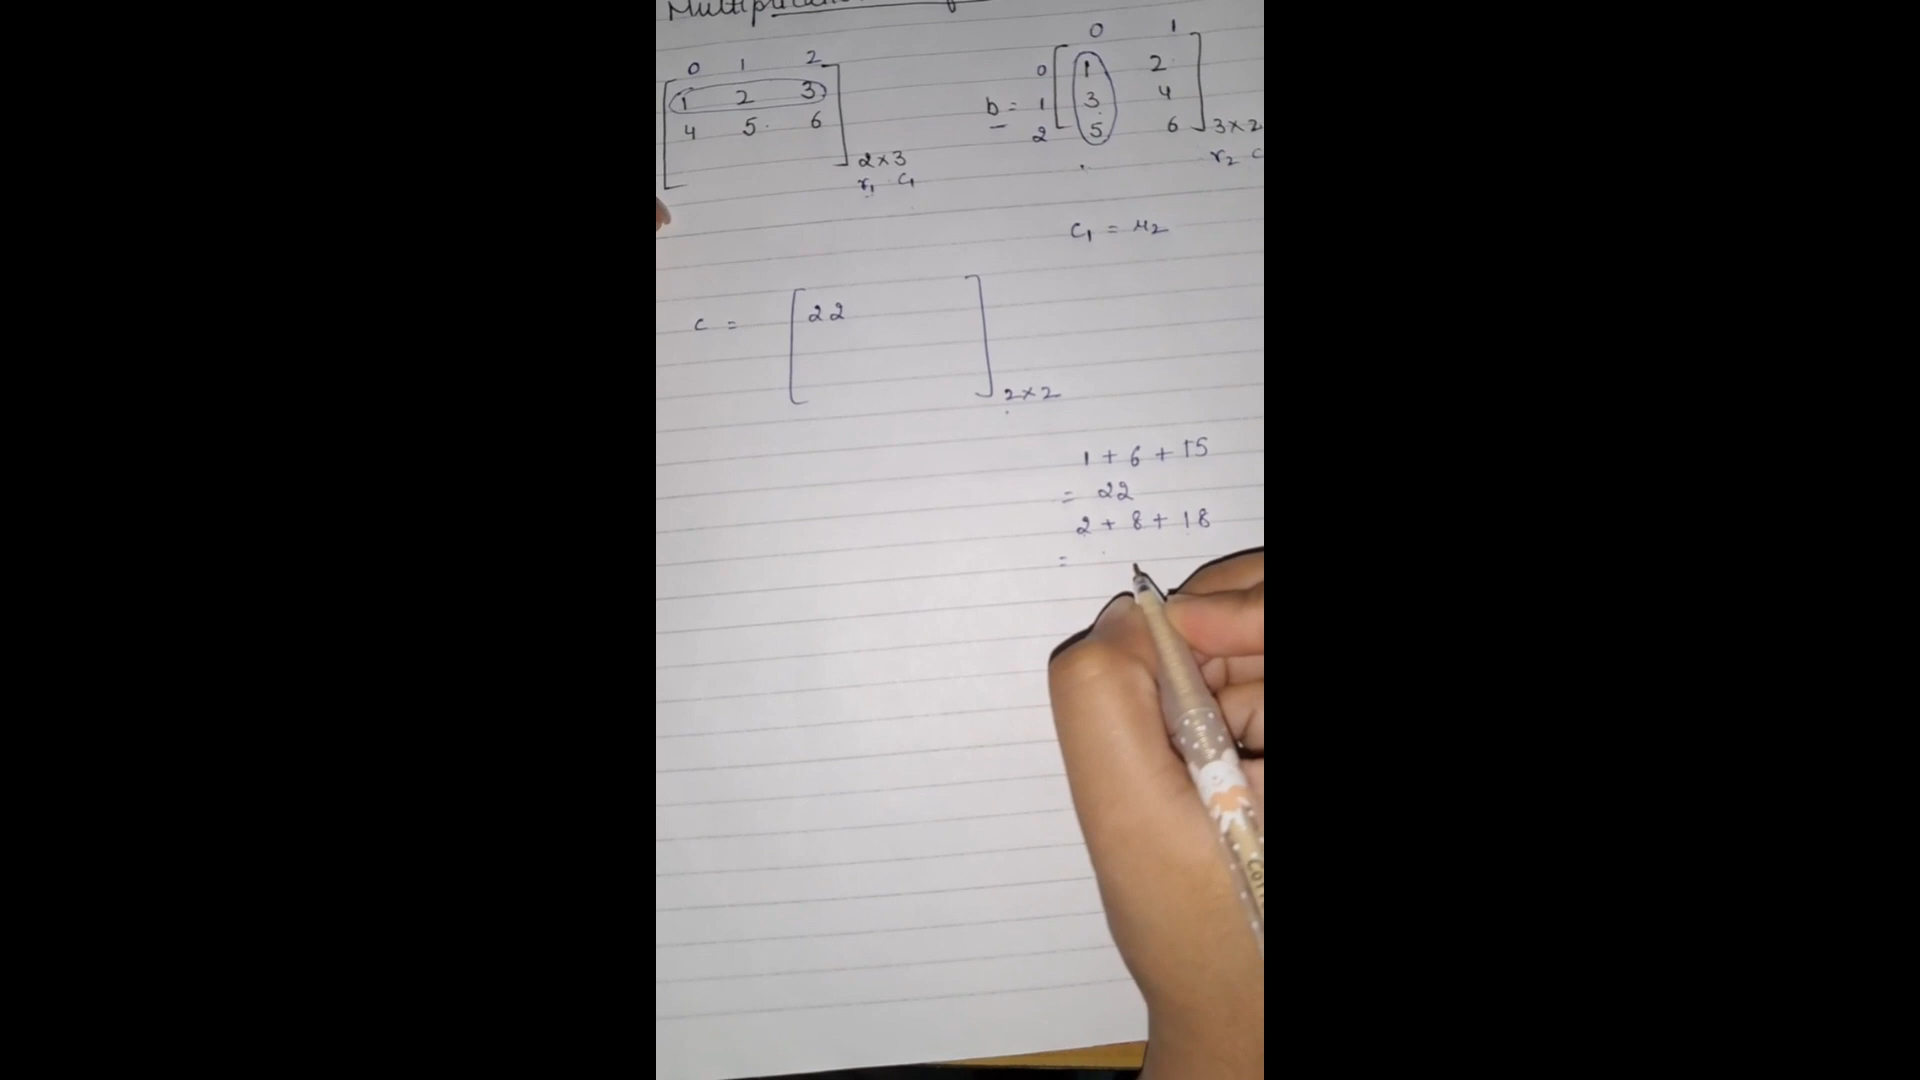 Multiplication
0 1 2
1 2 3
4 5 6
2 × 3
r₁ c₁
0 1
0 1 2
b = 1 3 4
2 5 6
3 × 2
r₂ c
c₁ = r₂
c = [ 22 ] 2 × 2
1 + 6 + 15
= 22
2 + 8 + 18
=